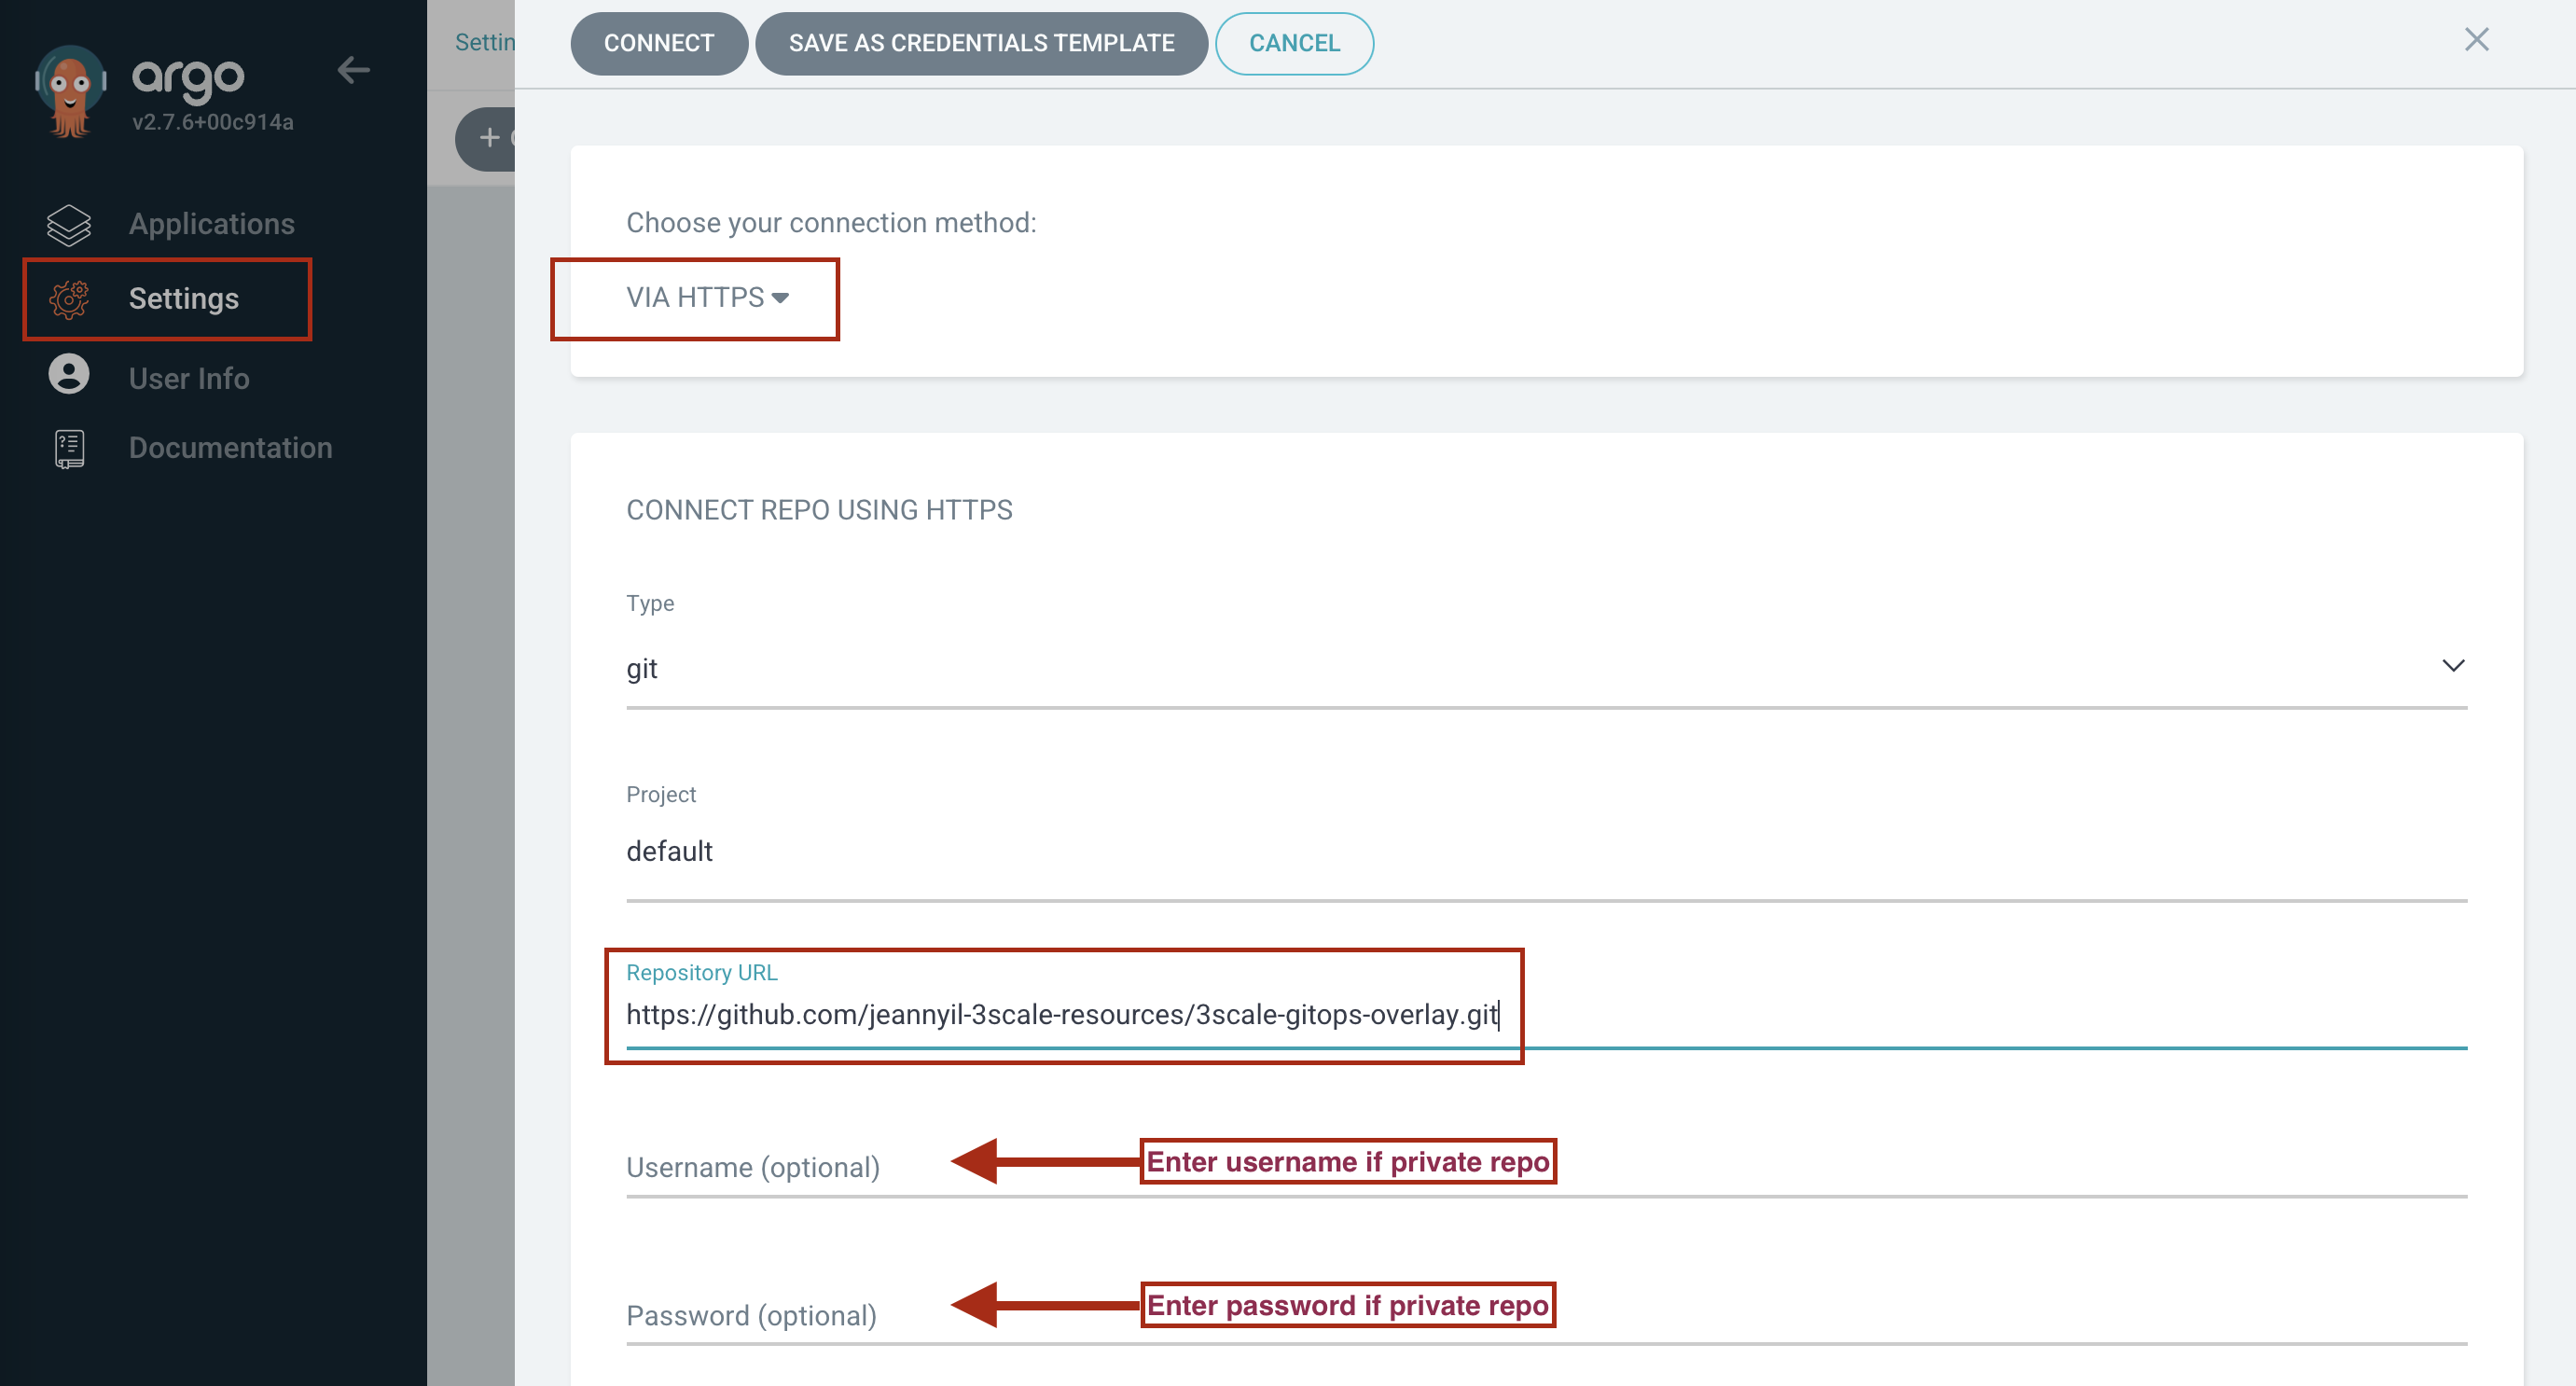 argo
v2.7.6+00c914a
Applications
Settings
User Info
Documentation
CONNECT
SAVE AS CREDENTIALS TEMPLATE
CANCEL
Choose your connection method:
VIA HTTPS
CONNECT REPO USING HTTPS
Type
git
Project
default
Repository URL
https://github.com/jeannyil-3scale-resources/3scale-gitops-overlay.git
Username (optional)
Enter username if private repo
Password (optional)
Enter password if private repo